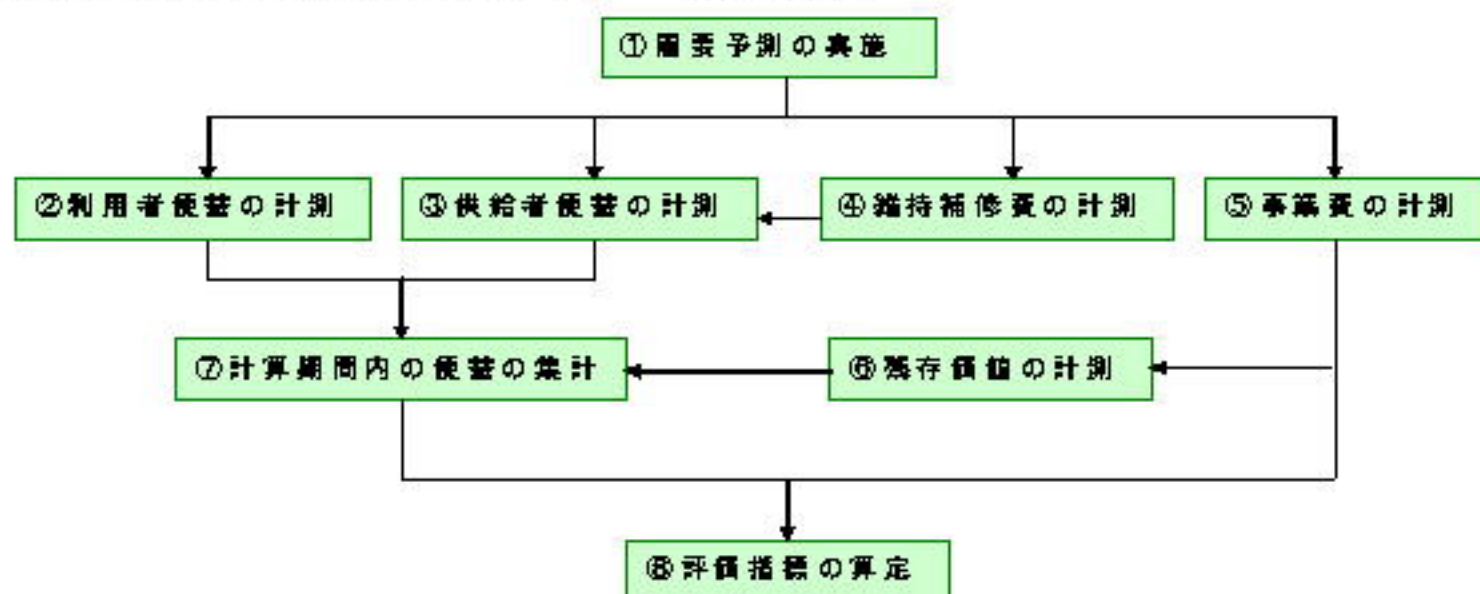 ①需要予測の実施
②利用者便益の計測
③供給者便益の計測
④維持補修費の計測
⑤事業費の計測
⑦計算期間内の便益の集計
⑥残存価値の計測
⑧評価指標の算定